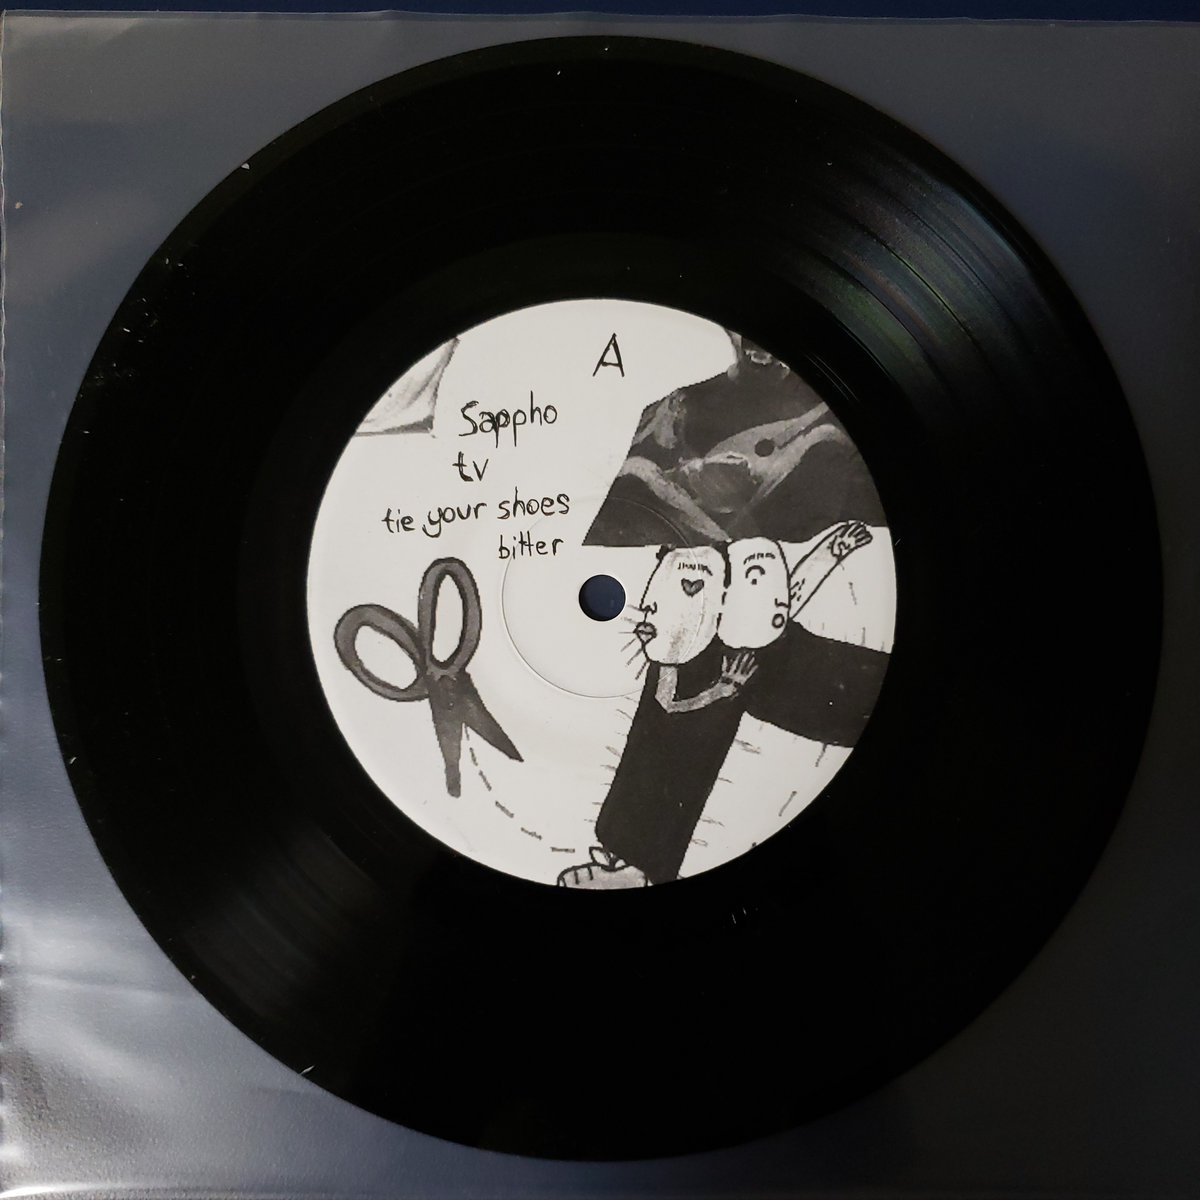 A
Sappho
tv
tie your shoes
bitter